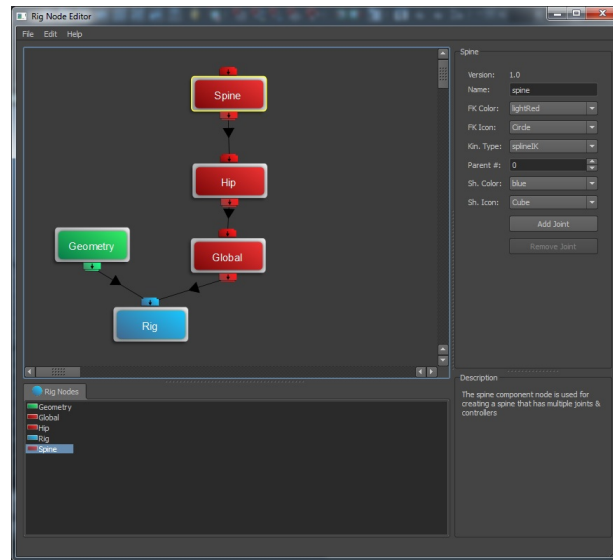 Rig Node Editor
File Edit Help
Spine
Hip
Geometry
Global
Rig
Spine
Version: 1.0
Name: spine
FK Color: lightRed
FK Icon: Circle
Kin. Type: splineIK
Parent #: 0
Sh. Color: blue
Sh. Icon: Cube
Add Joint
Remove Joint
Rig Nodes
Geometry
Global
Hip
Rig
Spine
Description
The spine component node is used for
creating a spine that has multiple joints &
controllers